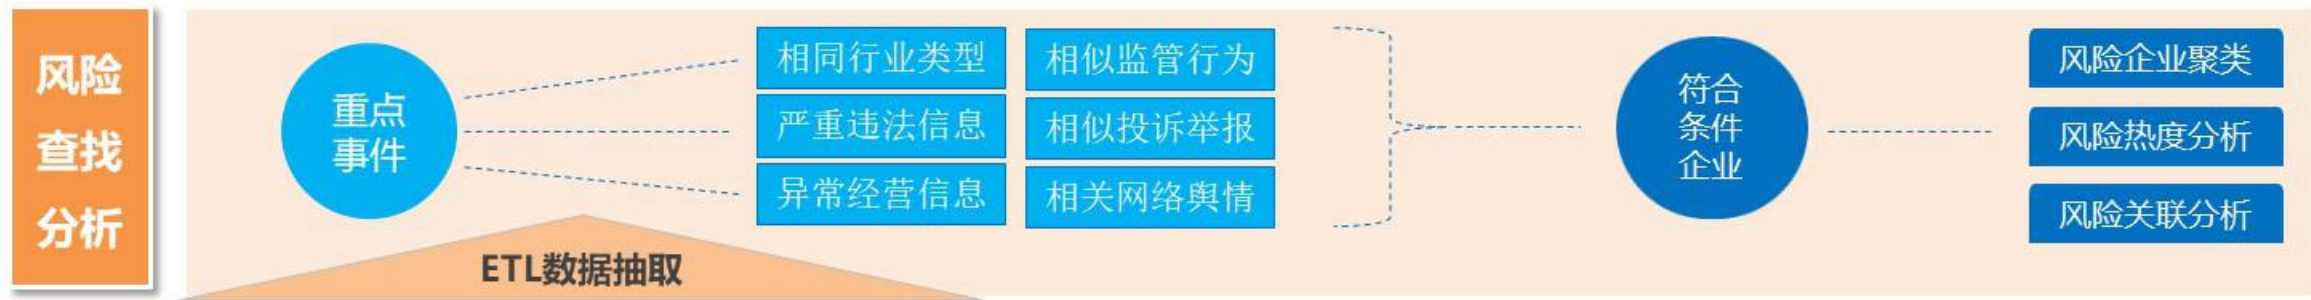 风险
查找
分析
重点
事件
相同行业类型
严重违法信息
异常经营信息
相似监管行为
相似投诉举报
相关网络舆情
符合
条件
企业
风险企业聚类
风险热度分析
风险关联分析
ETL数据抽取